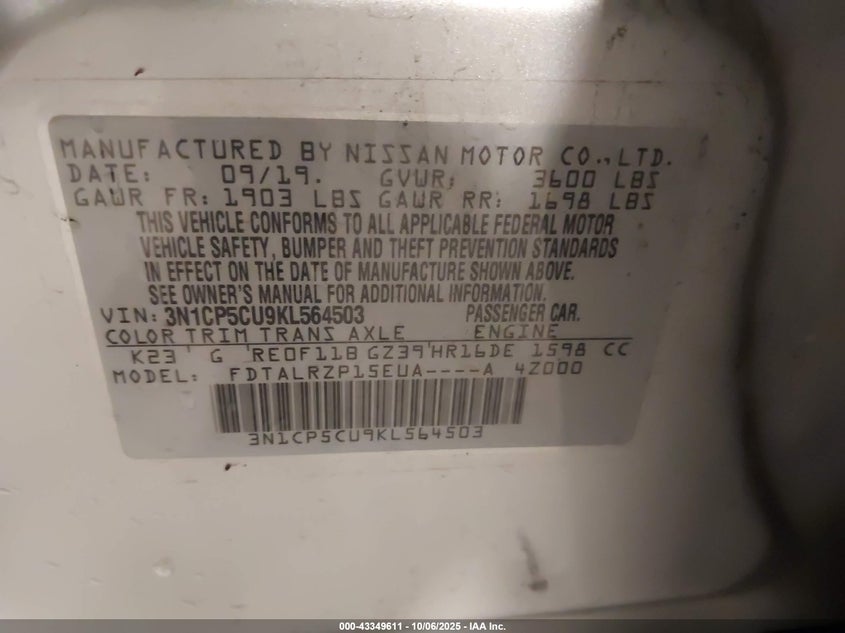 MANUFACTURED BY NISSAN MOTOR CO., LTD.
DATE: 09/19. GVWR: 3600 LBS
GAWR FR: 1903 LBS GAWR RR: 1698 LBS
THIS VEHICLE CONFORMS TO ALL APPLICABLE FEDERAL MOTOR
VEHICLE SAFETY, BUMPER AND THEFT PREVENTION STANDARDS
IN EFFECT ON THE DATE OF MANUFACTURE SHOWN ABOVE.
SEE OWNER'S MANUAL FOR ADDITIONAL INFORMATION.
VIN: 3N1CP5CU9KL564503 PASSENGER CAR.
COLOR TRIM TRANS AXLE ENGINE
K23 G RE0F11B GZ39 HR16DE 1598 CC
MODEL: FDTALRZP15EUA----A 4Z000
3N1CP5CU9KL564503
000-43349611 - 10/06/2025 - IAA Inc.